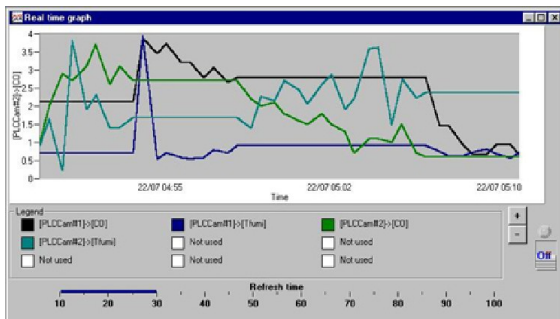 Real time graph
4
3.5
3
2.5
2
1.5
1
0.5
0
[PLCCam#2]->[CO]
22/07 04:55 22/07 05:02 22/07 05:10
Time
Legend
[PLCCam#1]->[CO] [PLCCam#1]->[Tfumi] [PLCCam#2]->[CO]
[PLCCam#2]->[Tfumi] Not used Not used
Not used Not used Not used
+
-
Off
Refresh time
10 20 30 40 50 60 70 80 90 100